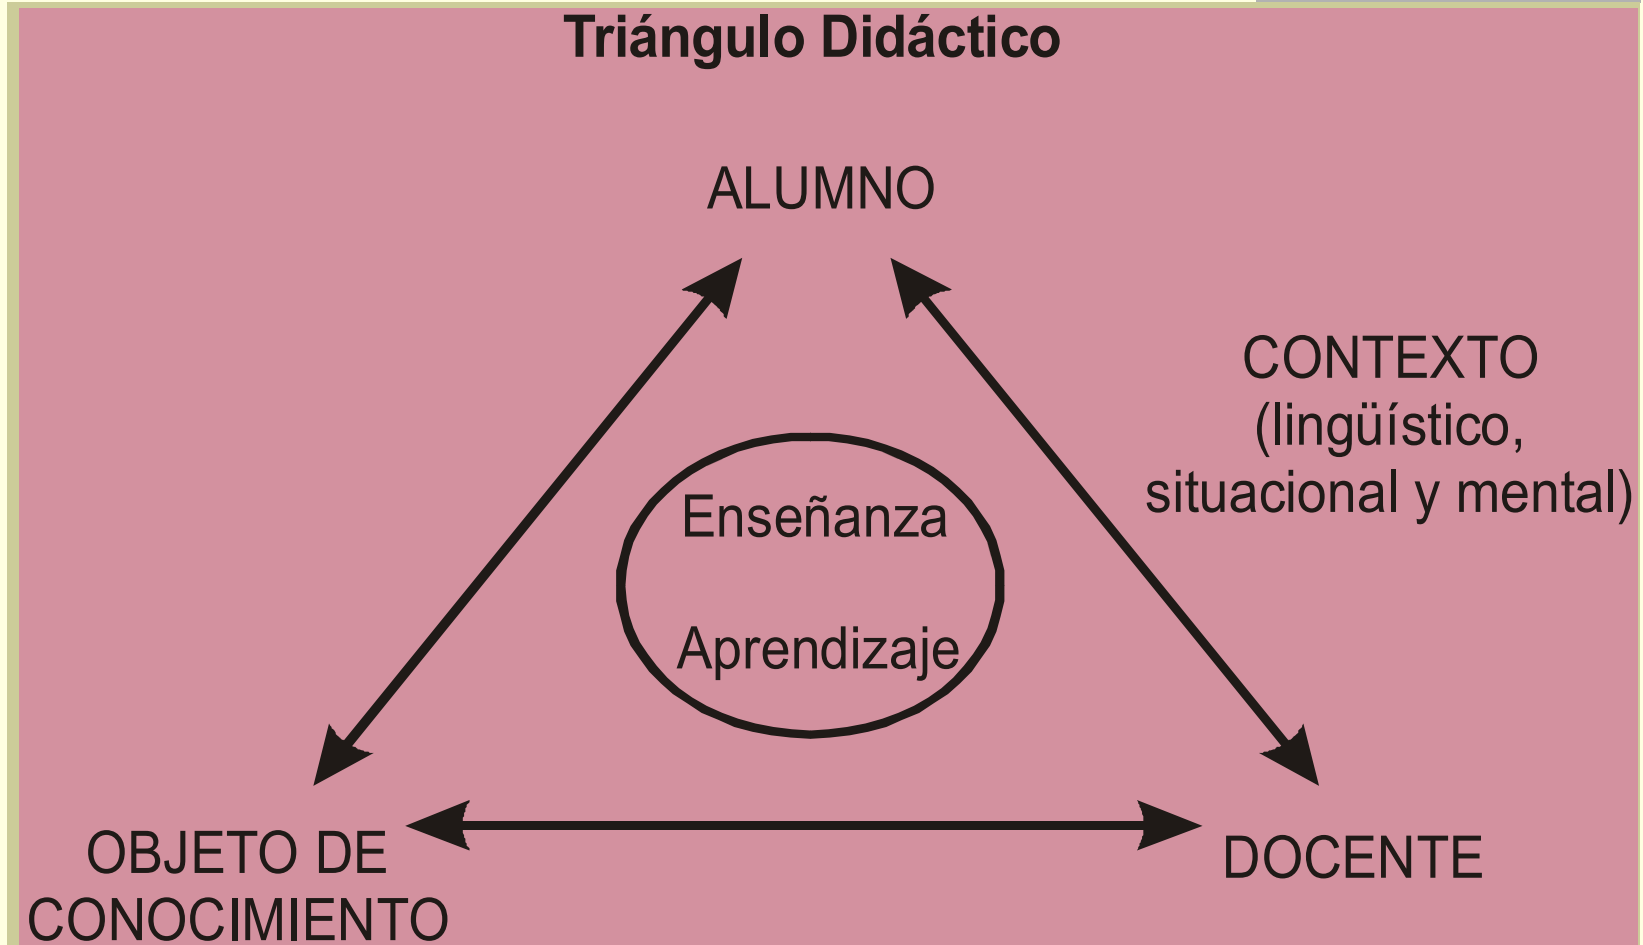 Triángulo Didáctico
ALUMNO
CONTEXTO
(lingüístico,
situacional y mental)
Enseñanza
Aprendizaje
OBJETO DE
CONOCIMIENTO
DOCENTE